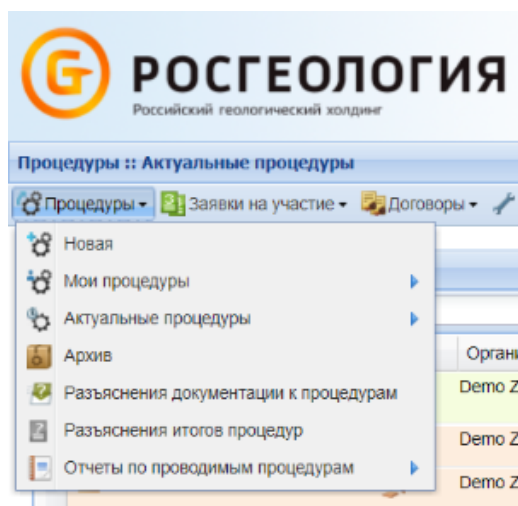 РОСГЕОЛОГИЯ
Российский геологический холдинг
Процедуры :: Актуальные процедуры
Процедуры Заявки на участие Договоры
Новая
Мои процедуры
Актуальные процедуры
Архив
Разъяснения документации к процедурам
Разъяснения итогов процедур
Отчеты по проводимым процедурам
Органи
Demo Z
Demo Z
Demo Z